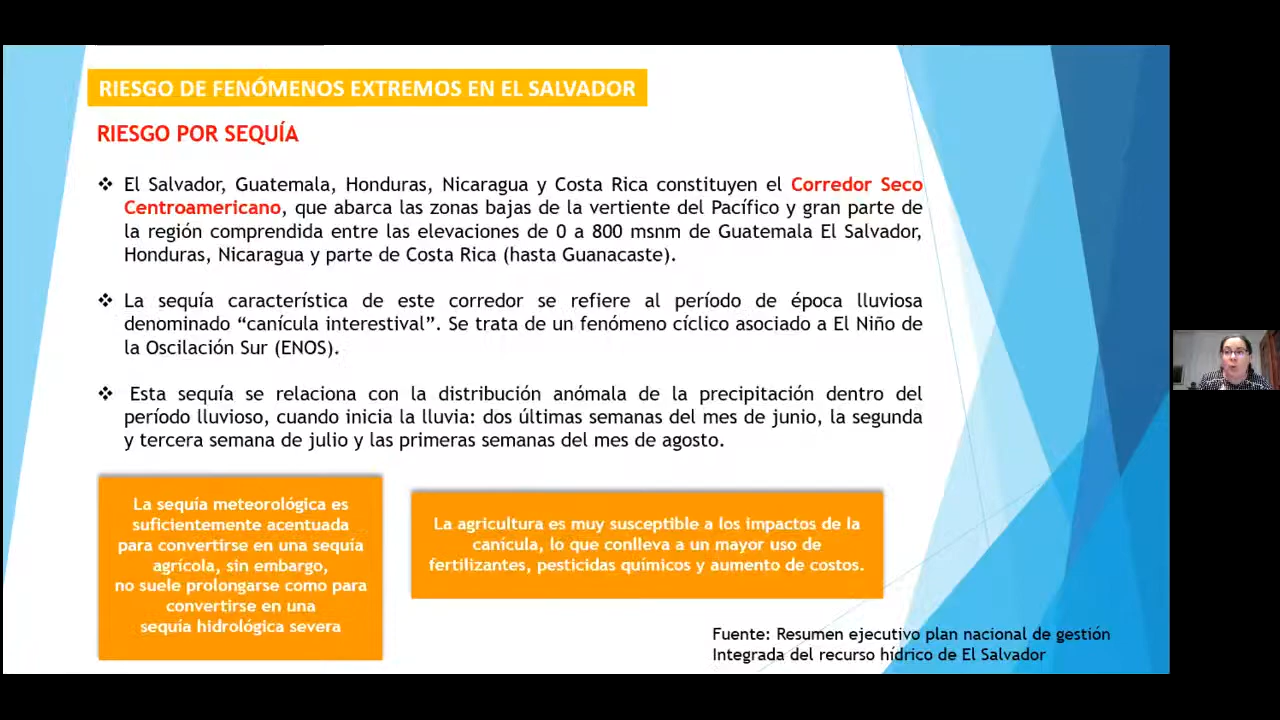 RIESGO DE FENÓMENOS EXTREMOS EN EL SALVADOR
RIESGO POR SEQUÍA
❖ El Salvador, Guatemala, Honduras, Nicaragua y Costa Rica constituyen el Corredor Seco
Centroamericano, que abarca las zonas bajas de la vertiente del Pacífico y gran parte de
la región comprendida entre las elevaciones de 0 a 800 msnm de Guatemala El Salvador,
Honduras, Nicaragua y parte de Costa Rica (hasta Guanacaste).
❖ La sequía característica de este corredor se refiere al período de época lluviosa
denominado “canícula interestival”. Se trata de un fenómeno cíclico asociado a El Niño de
la Oscilación Sur (ENOS).
❖ Esta sequía se relaciona con la distribución anómala de la precipitación dentro del
período lluvioso, cuando inicia la lluvia: dos últimas semanas del mes de junio, la segunda
y tercera semana de julio y las primeras semanas del mes de agosto.
La sequía meteorológica es
suficientemente acentuada
para convertirse en una sequía
agrícola, sin embargo,
no suele prolongarse como para
convertirse en una
sequía hidrológica severa
La agricultura es muy susceptible a los impactos de la
canícula, lo que conlleva a un mayor uso de
fertilizantes, pesticidas químicos y aumento de costos.
Fuente: Resumen ejecutivo plan nacional de gestión
Integrada del recurso hídrico de El Salvador